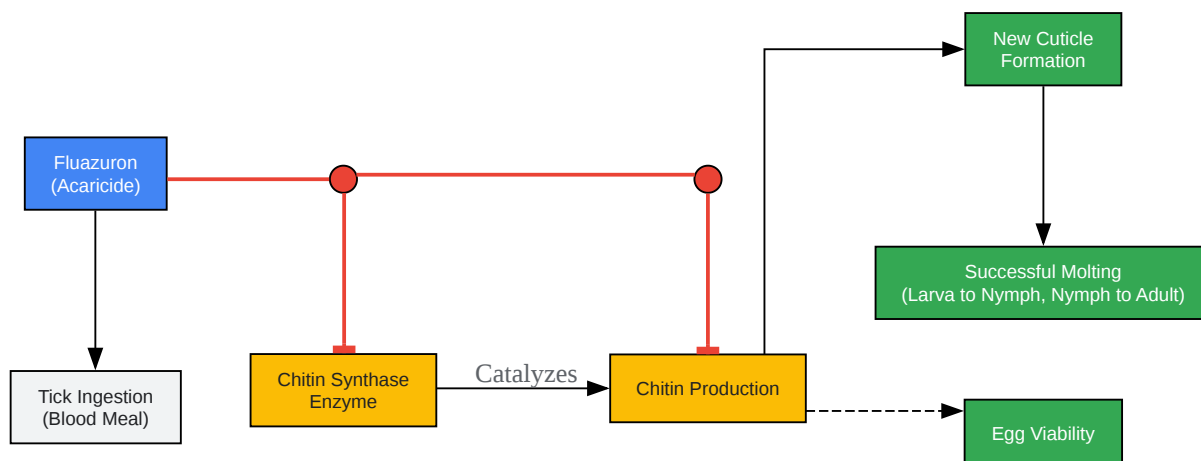 New Cuticle
Formation
Fluazuron
(Acaricide)
Successful Molting
(Larva to Nymph, Nymph to Adult)
Tick Ingestion
(Blood Meal)
Chitin Synthase
Enzyme
Catalyzes
Chitin Production
Egg Viability